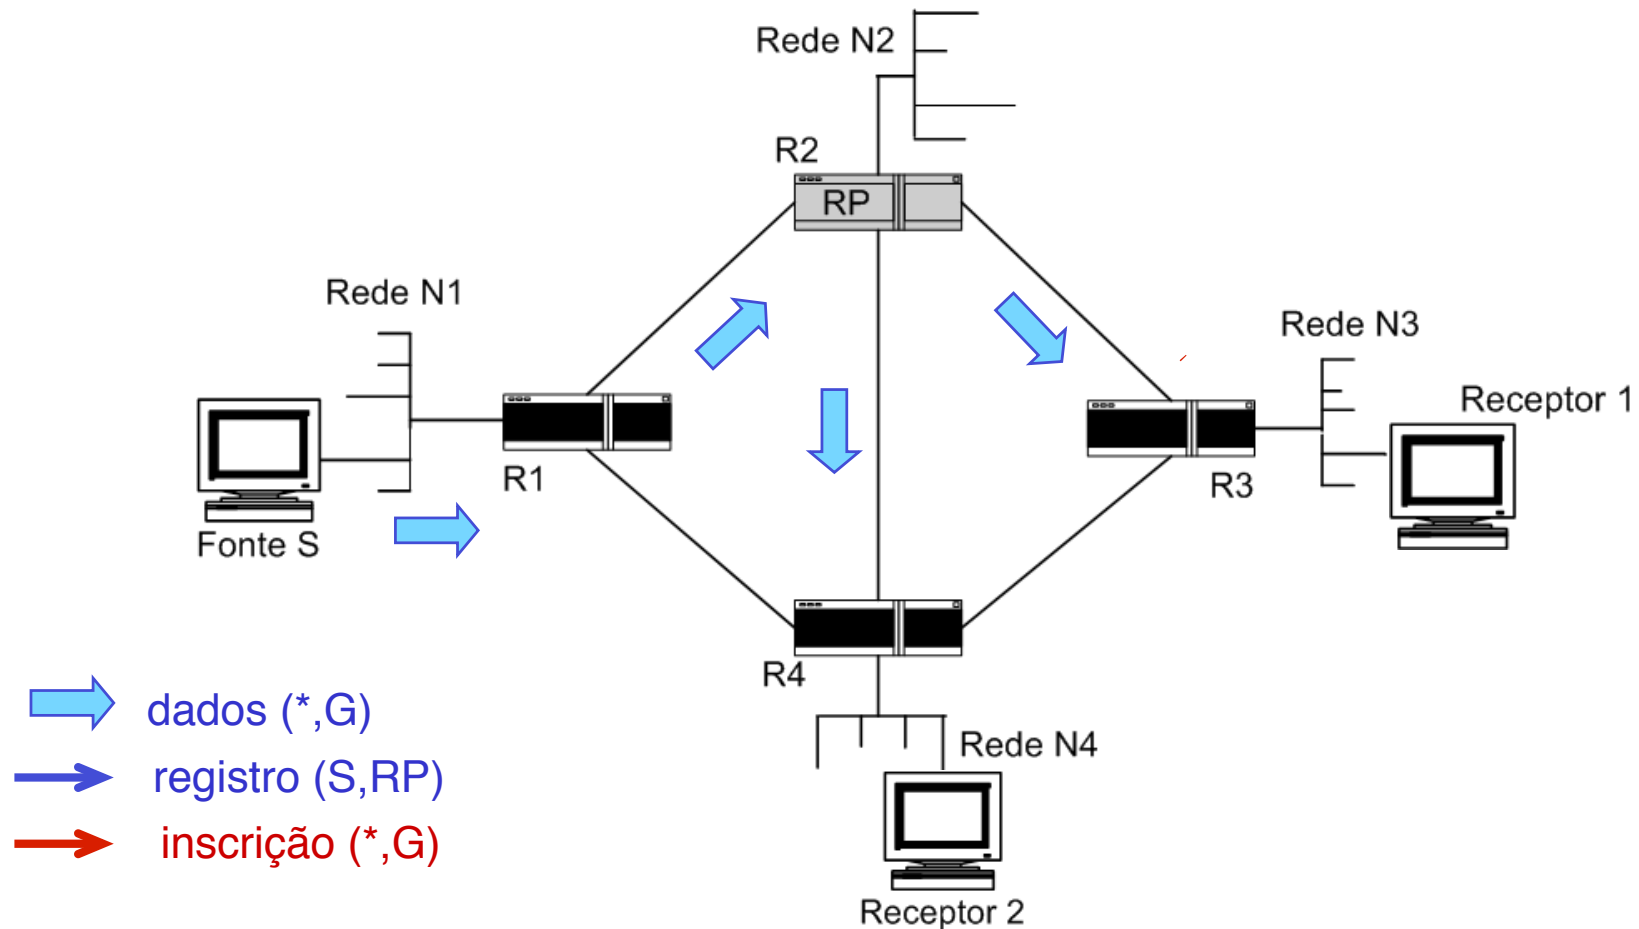 Rede N2
R2
RP
Rede N1
Rede N3
Receptor 1
R1
R3
Fonte S
R4
dados (*,G)
Rede N4
registro (S,RP)
inscrição (*,G)
Receptor 2